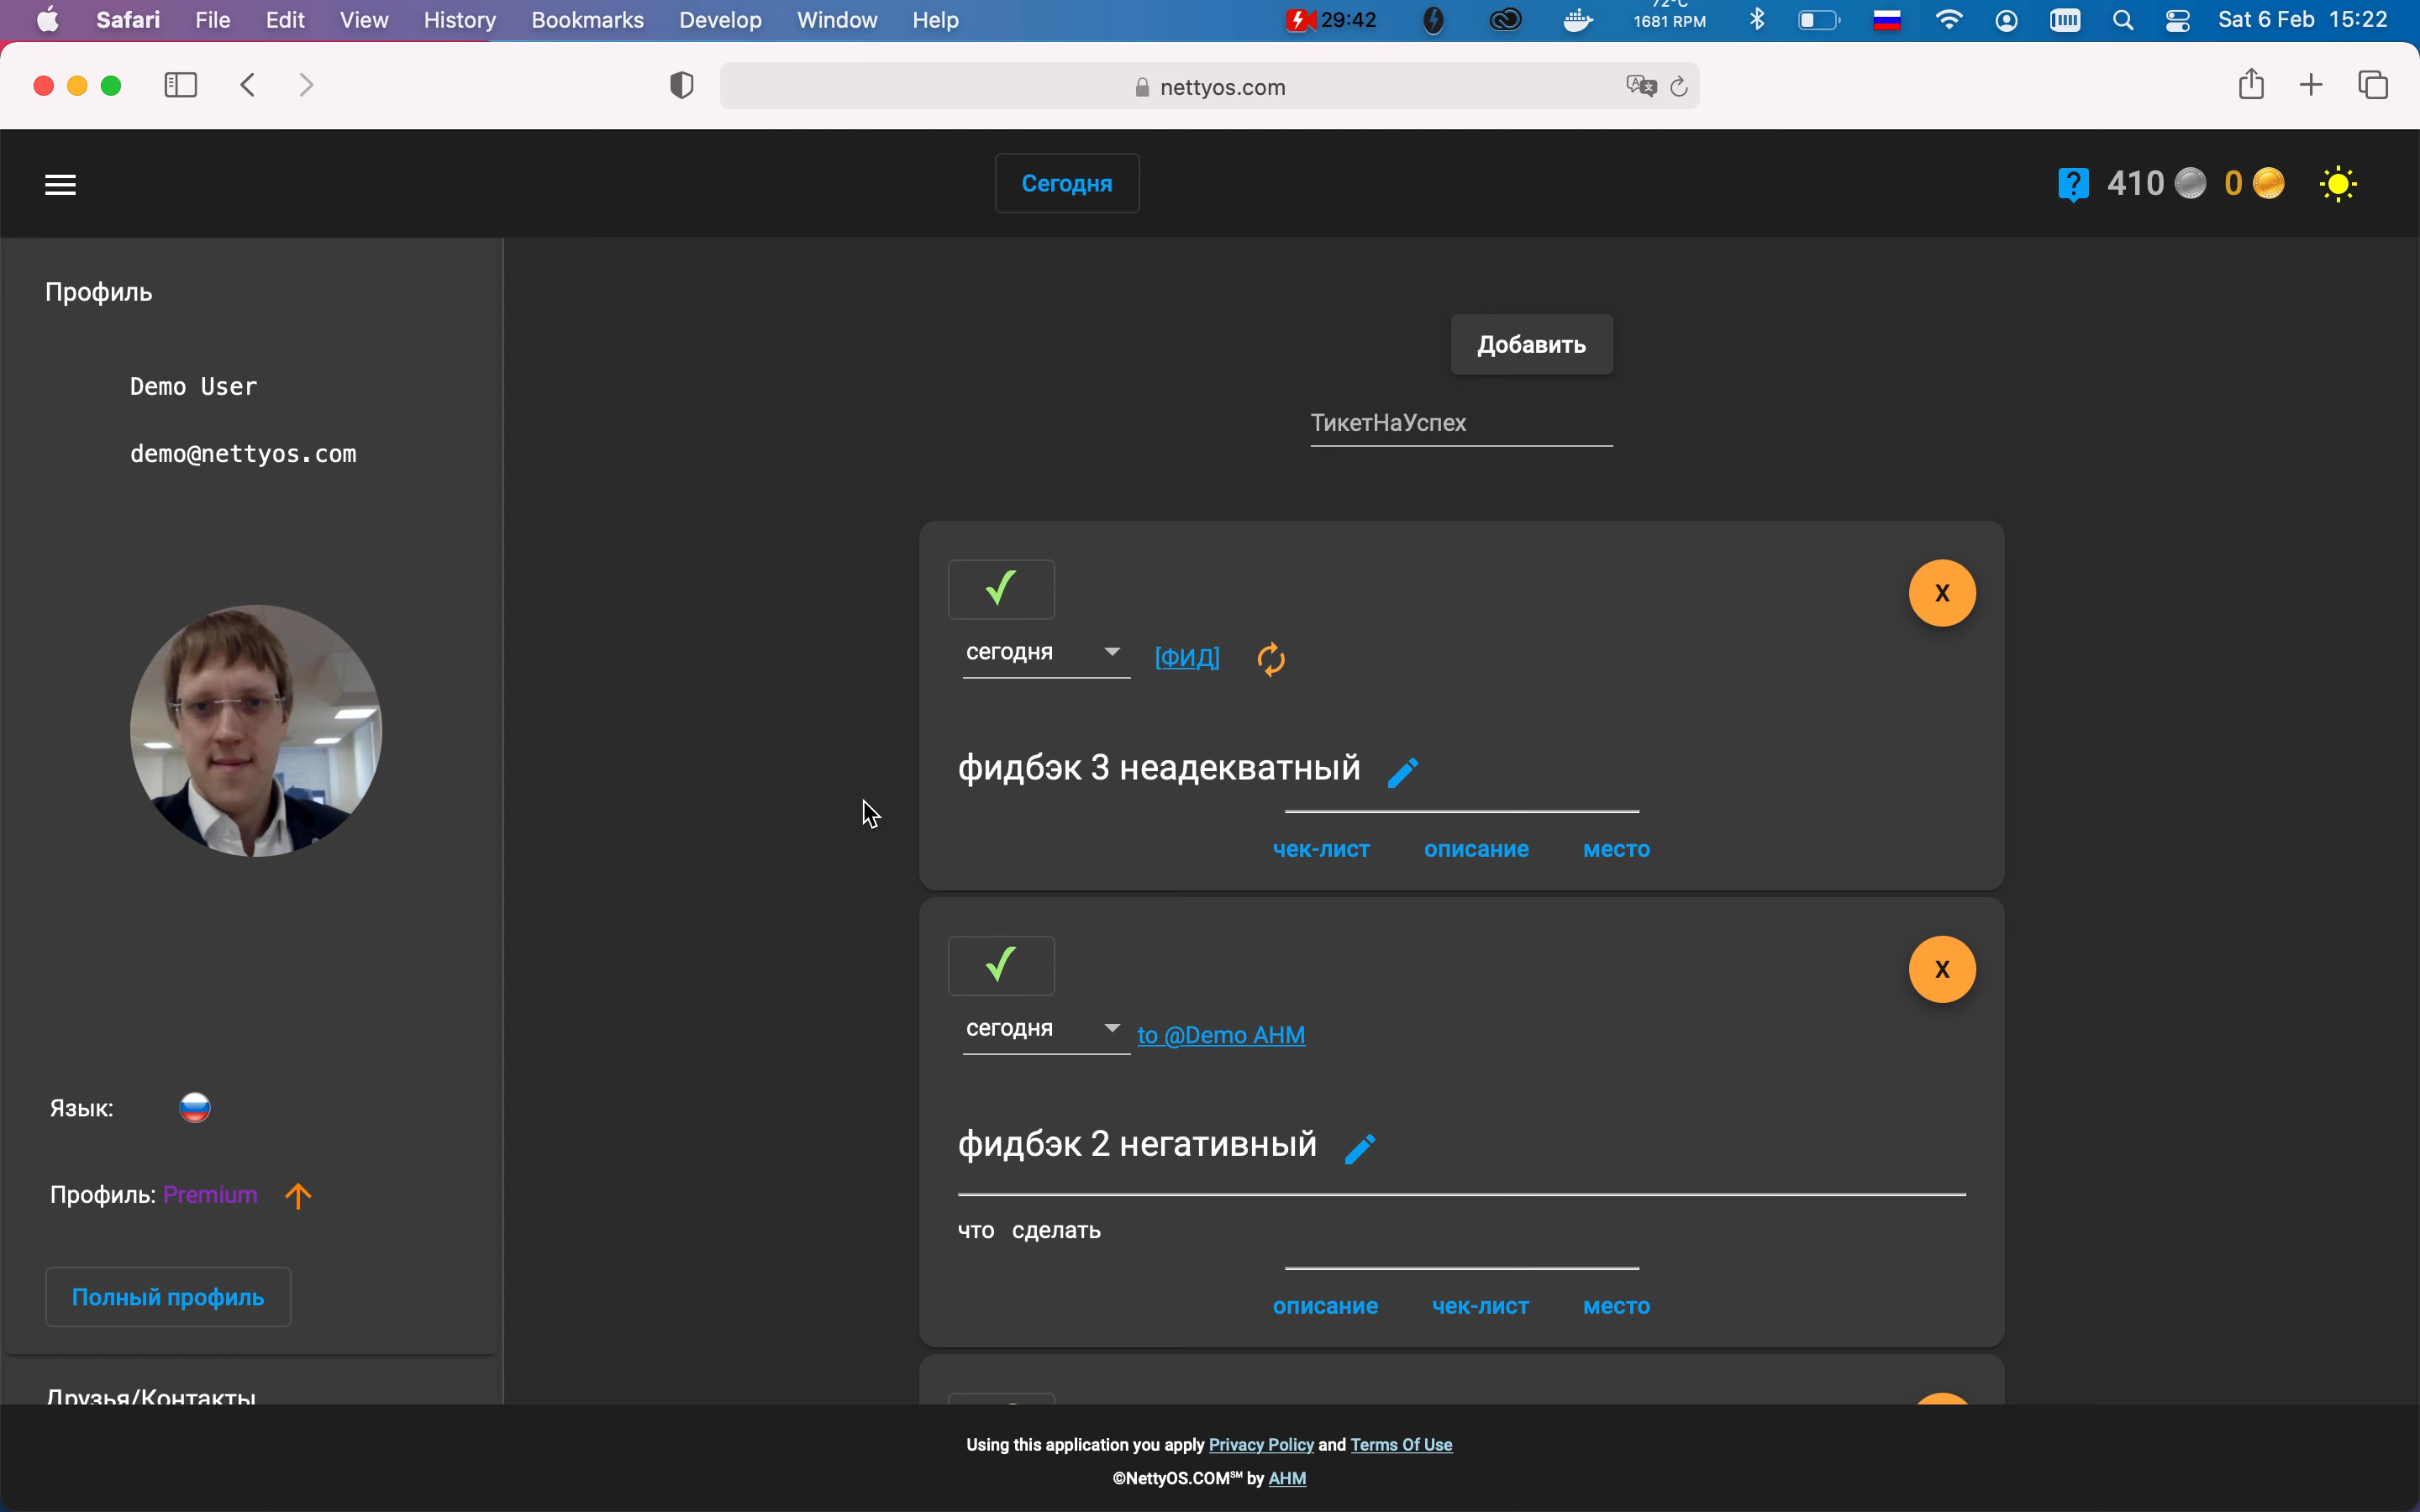 Safari File Edit View History Bookmarks Develop Window Help 29:42 72°C 1681 RPM Sat 6 Feb 15:22
nettyos.com
Сегодня ? 410 0
Профиль
Demo User
demo@nettyos.com
Язык:
Профиль: Premium
Полный профиль
Друзья/Контакты
Добавить
ТикетНаУспех
X
сегодня [ФИД]
фидбэк 3 неадекватный
чек-лист описание место
X
сегодня to @Demo AHM
фидбэк 2 негативный
что сделать
описание чек-лист место
Using this application you apply Privacy Policy and Terms Of Use
©NettyOS.COM℠ by AHM